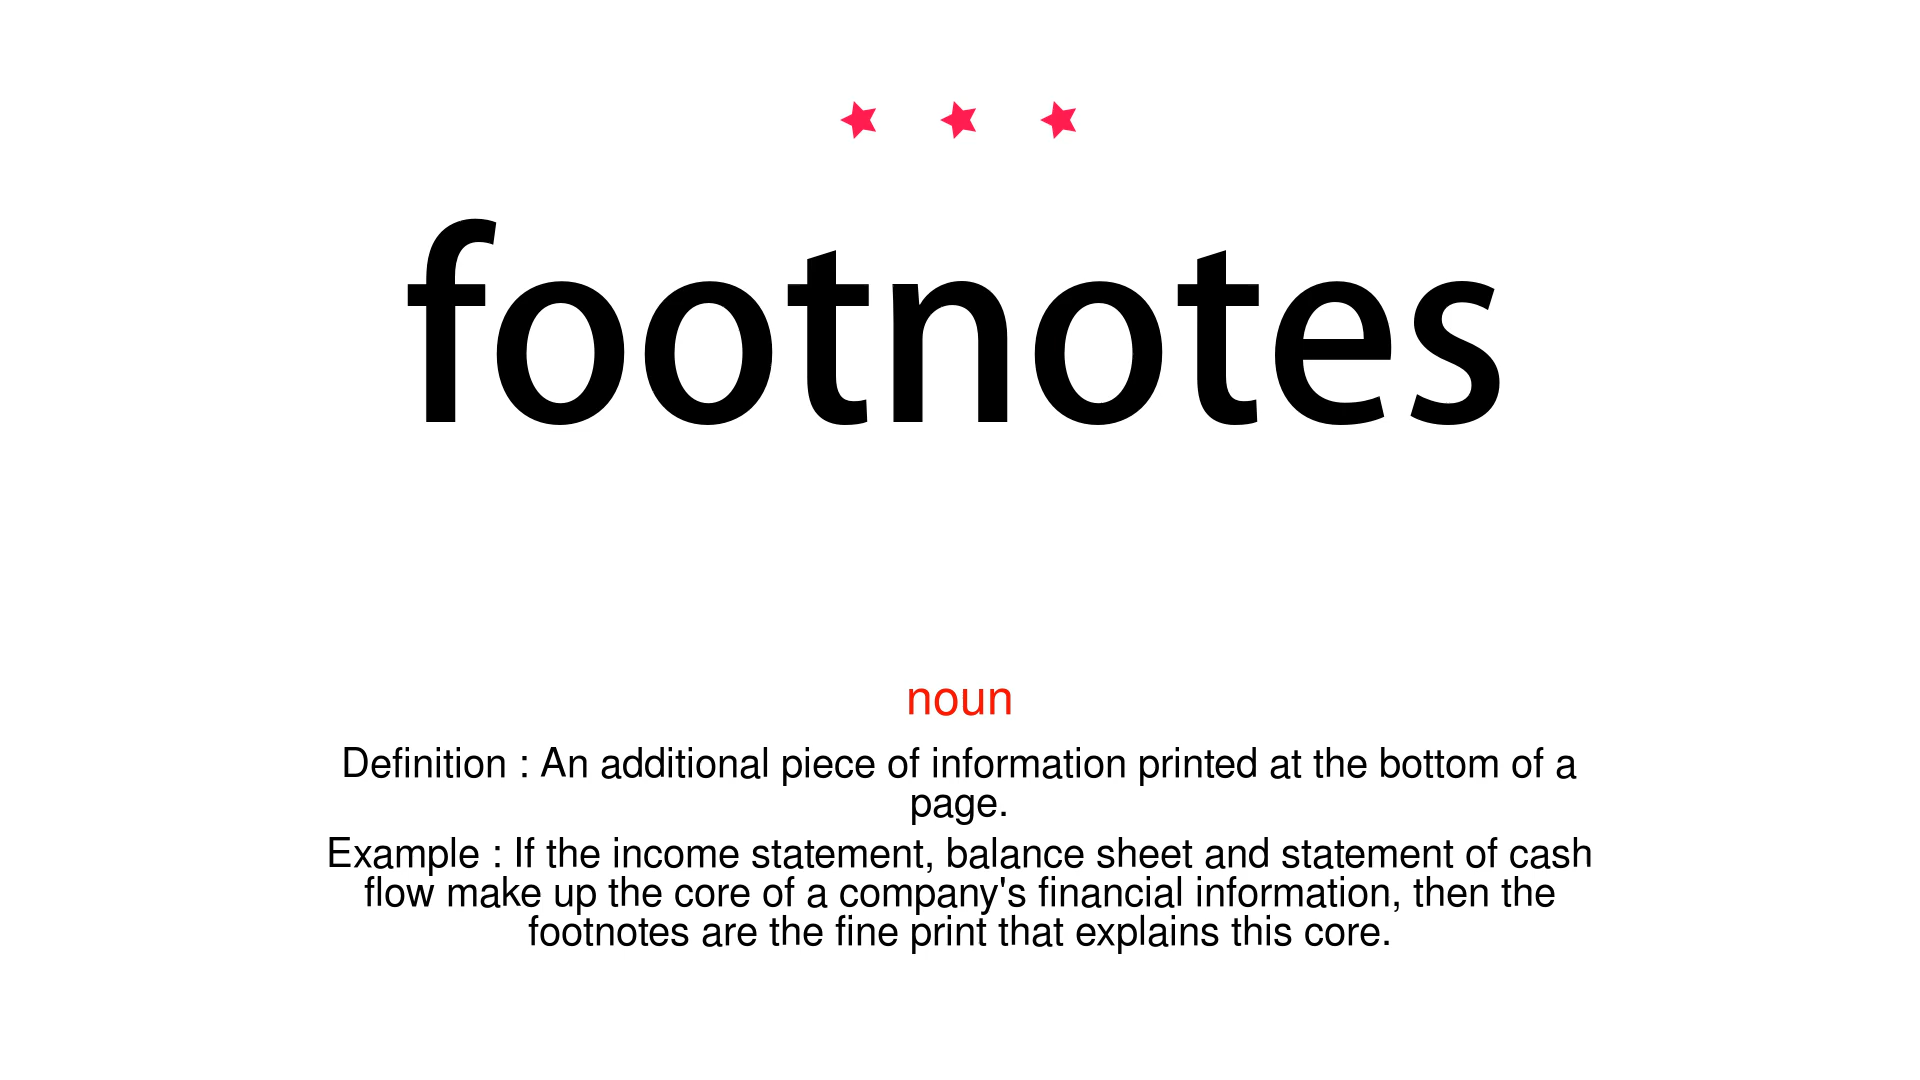 footnotes
noun
Definition : An additional piece of information printed at the bottom of a
page.
Example : If the income statement, balance sheet and statement of cash
flow make up the core of a company's financial information, then the
footnotes are the fine print that explains this core.